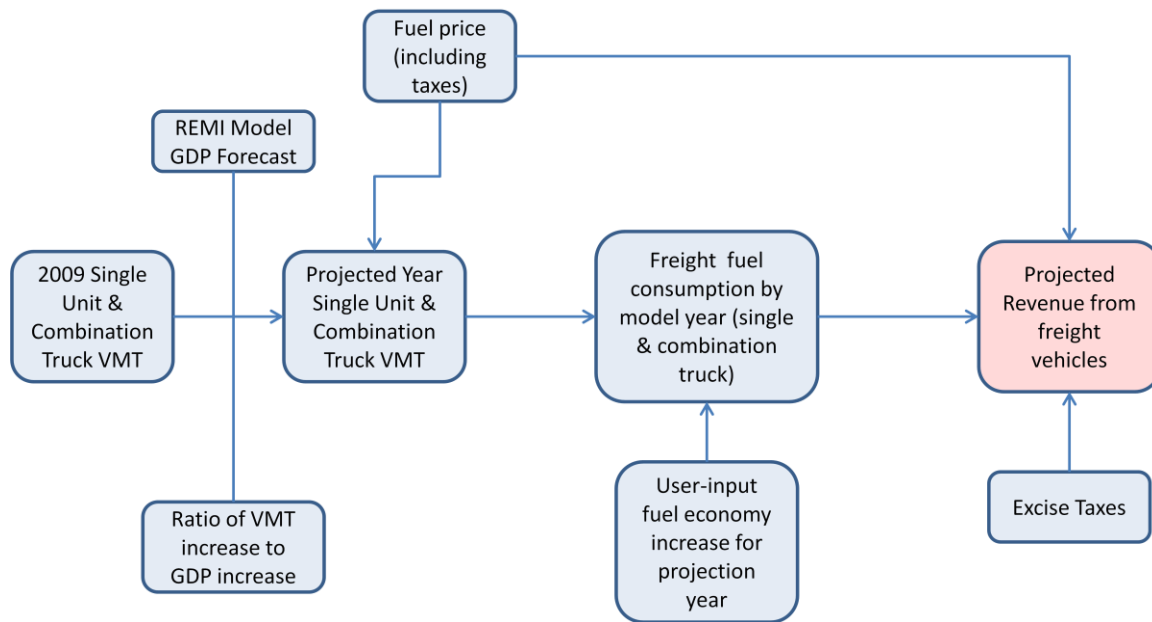 Fuel price
(including
taxes)
REMI Model
GDP Forecast
2009 Single
Unit &
Combination
Truck VMT
Projected Year
Single Unit &
Combination
Truck VMT
Freight fuel
consumption by
model year (single
& combination
truck)
Projected
Revenue from
freight
vehicles
Ratio of VMT
increase to
GDP increase
User-input
fuel economy
increase for
projection
year
Excise Taxes